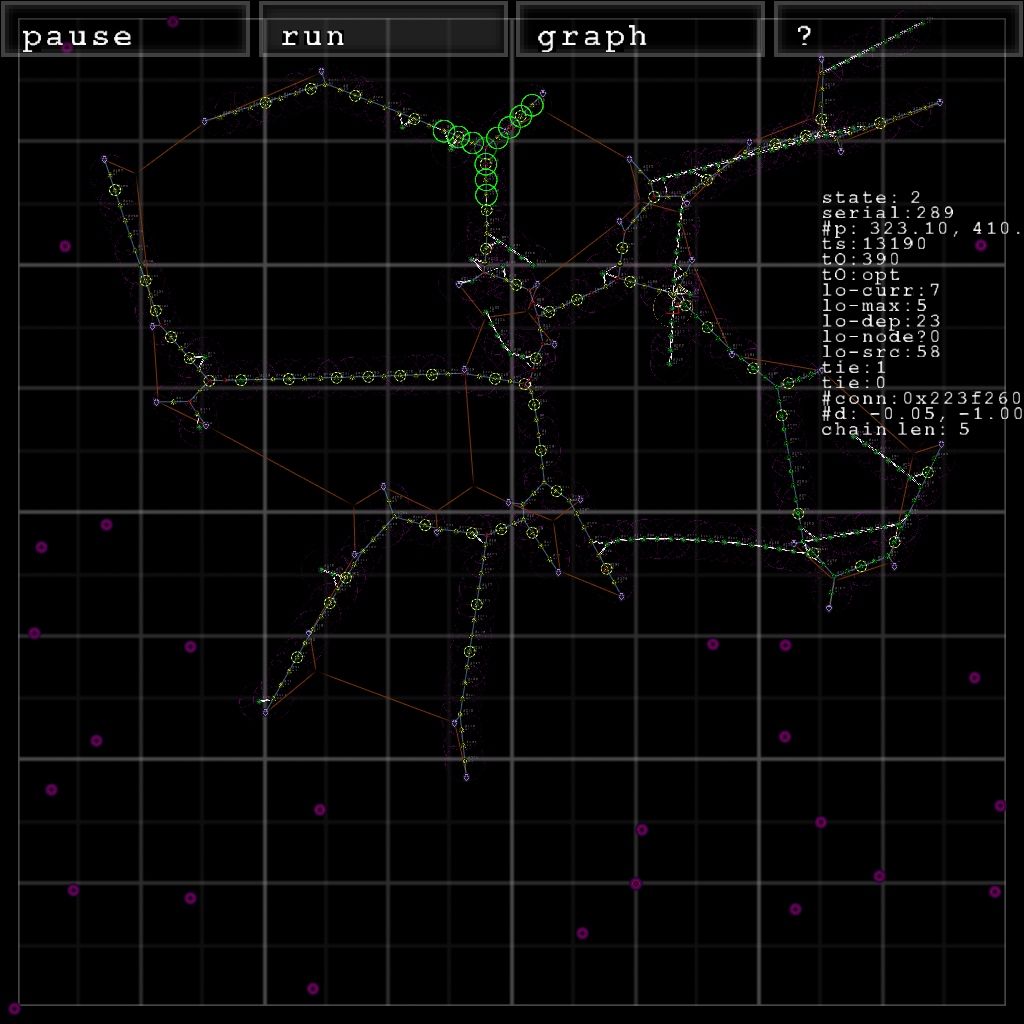 pause
run
graph
?
state: 2
serial:289
#p: 323.10, 410.
ts:13190
tO:390
tO:opt
lo-curr:7
lo-max:5
lo-dep:23
lo-node?0
lo-src:58
tie:1
tie:0
#conn:0x223f260
#d: -0.05, -1.00
chain len: 5